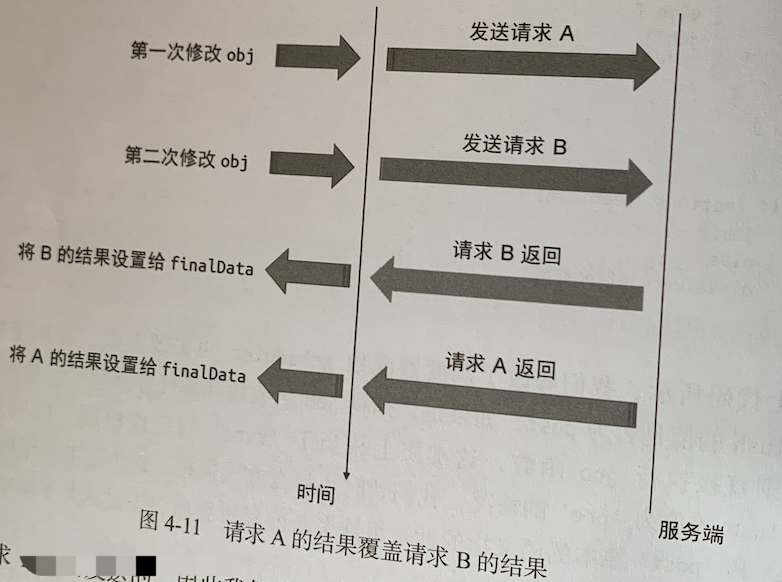 第一次修改 obj
发送请求 A
第二次修改 obj
发送请求 B
将 B 的结果设置给 finalData
请求 B 返回
将 A 的结果设置给 finalData
请求 A 返回
时间
服务端
图 4-11 请求 A 的结果覆盖请求 B 的结果